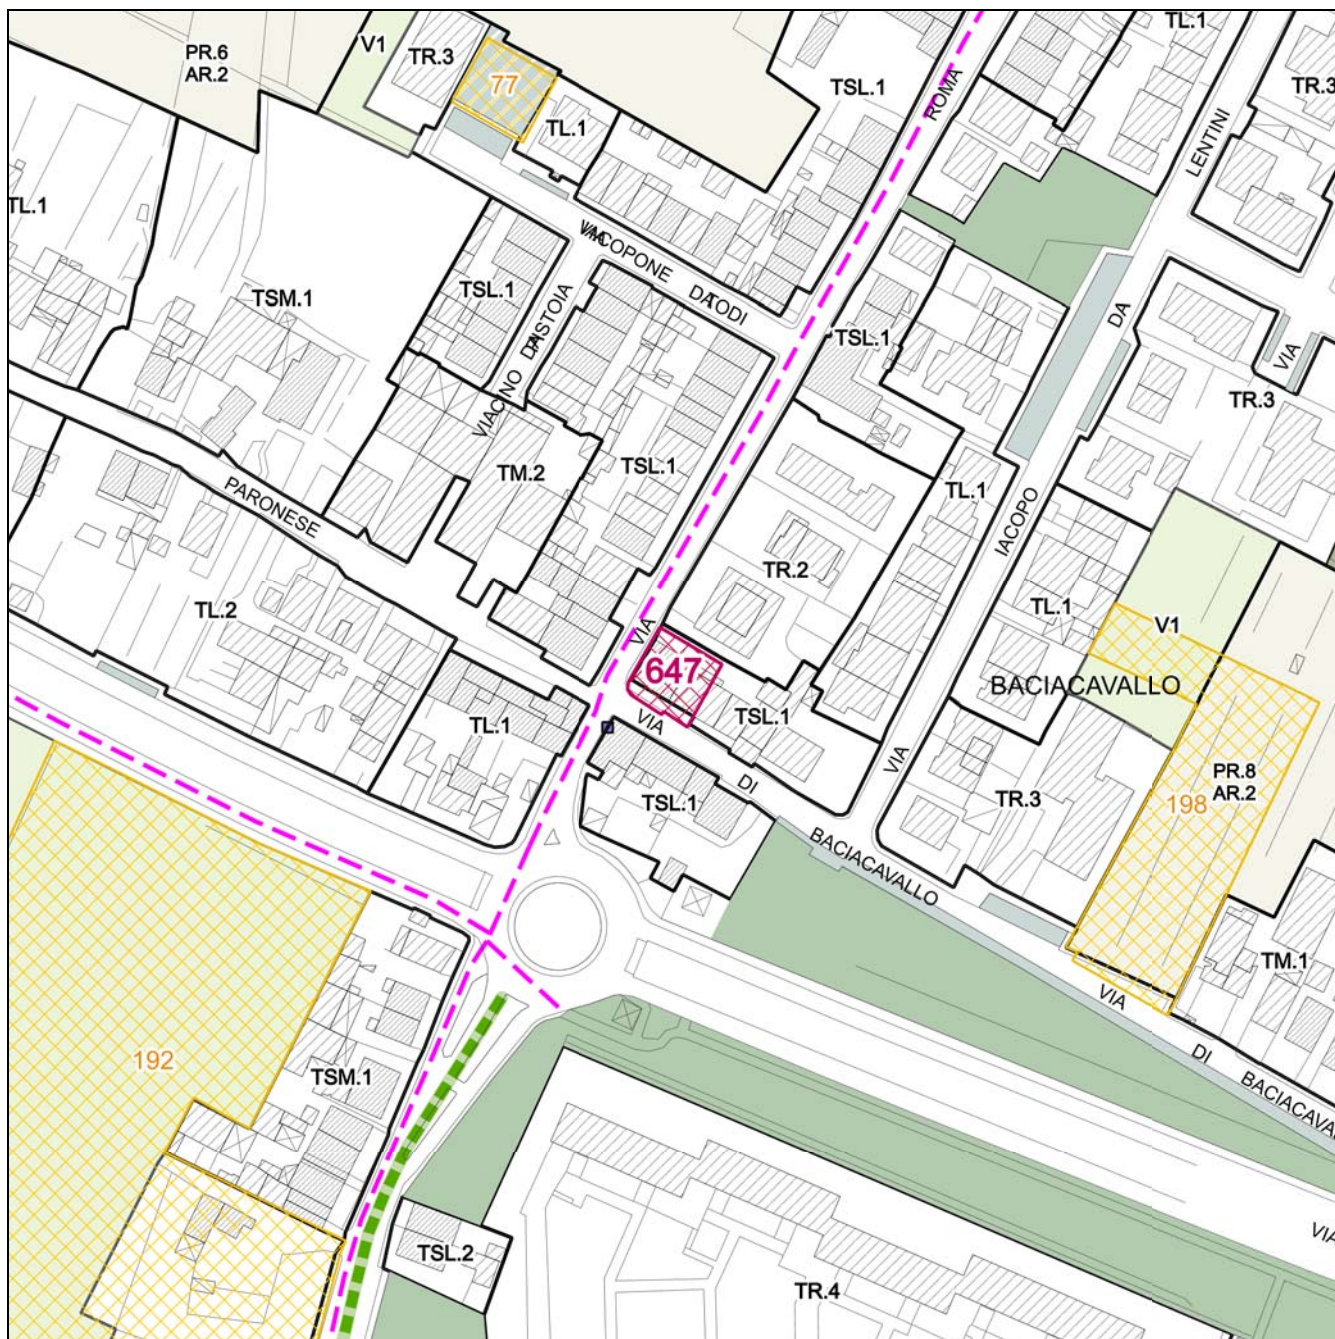 PR.6
AR.2
V1
TR.3
77
TL.1
TSL.1
ROMA
TL.1
TR.3
LENTINI
TL.1
VIA
IACOPONE DA TODI
TSM.1
TSL.1
VIA CINO DA PISTOIA
TSL.1
DA
VIA
TR.3
PARONESE
TM.2
TSL.1
TL.1
IACOPO
TR.2
TL.2
TL.1
V1
VIA
647
BACIACAVALLO
TL.1
VIA
TSL.1
DI
VIA
TSL.1
TR.3
PR.8
AR.2
198
BACIACAVALLO
TM.1
VIA
DI
BACIACAVAL
192
TSM.1
TSL.2
TR.4
VIA